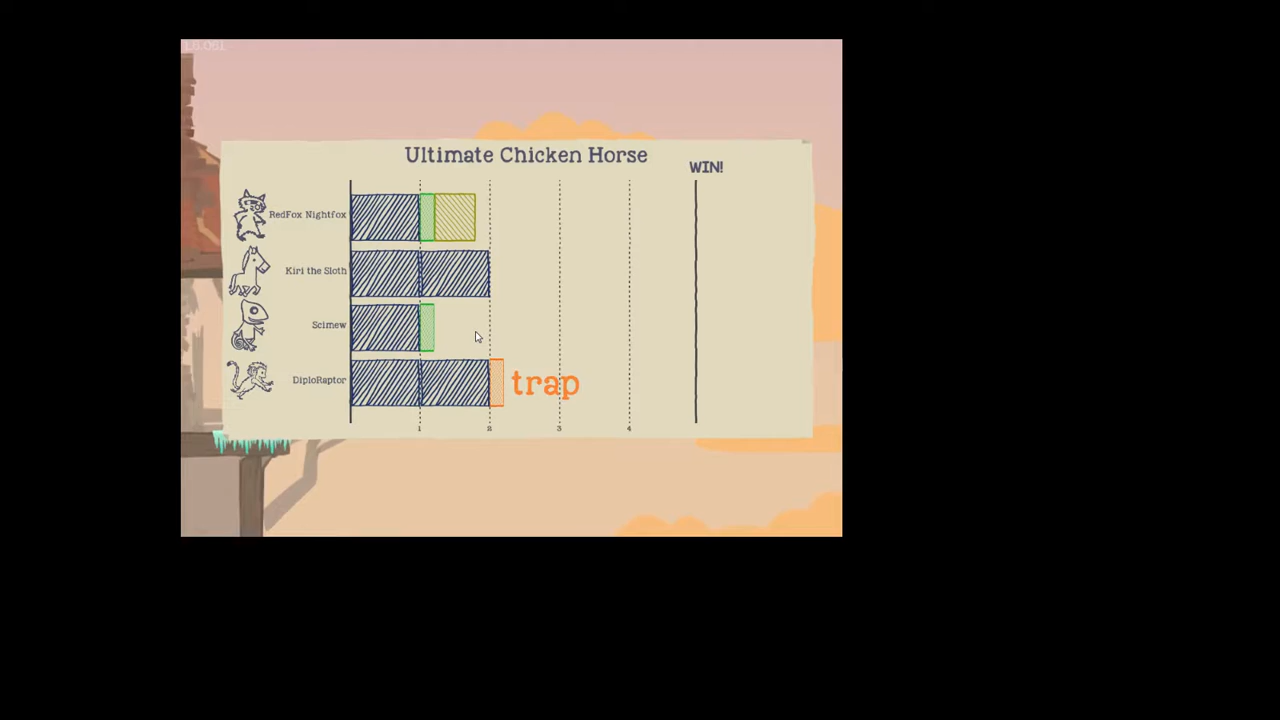 Ultimate Chicken Horse
WIN!
RedFox Nightfox
Kiri the Sloth
Scimew
DiploRaptor
trap
1 2 3 4